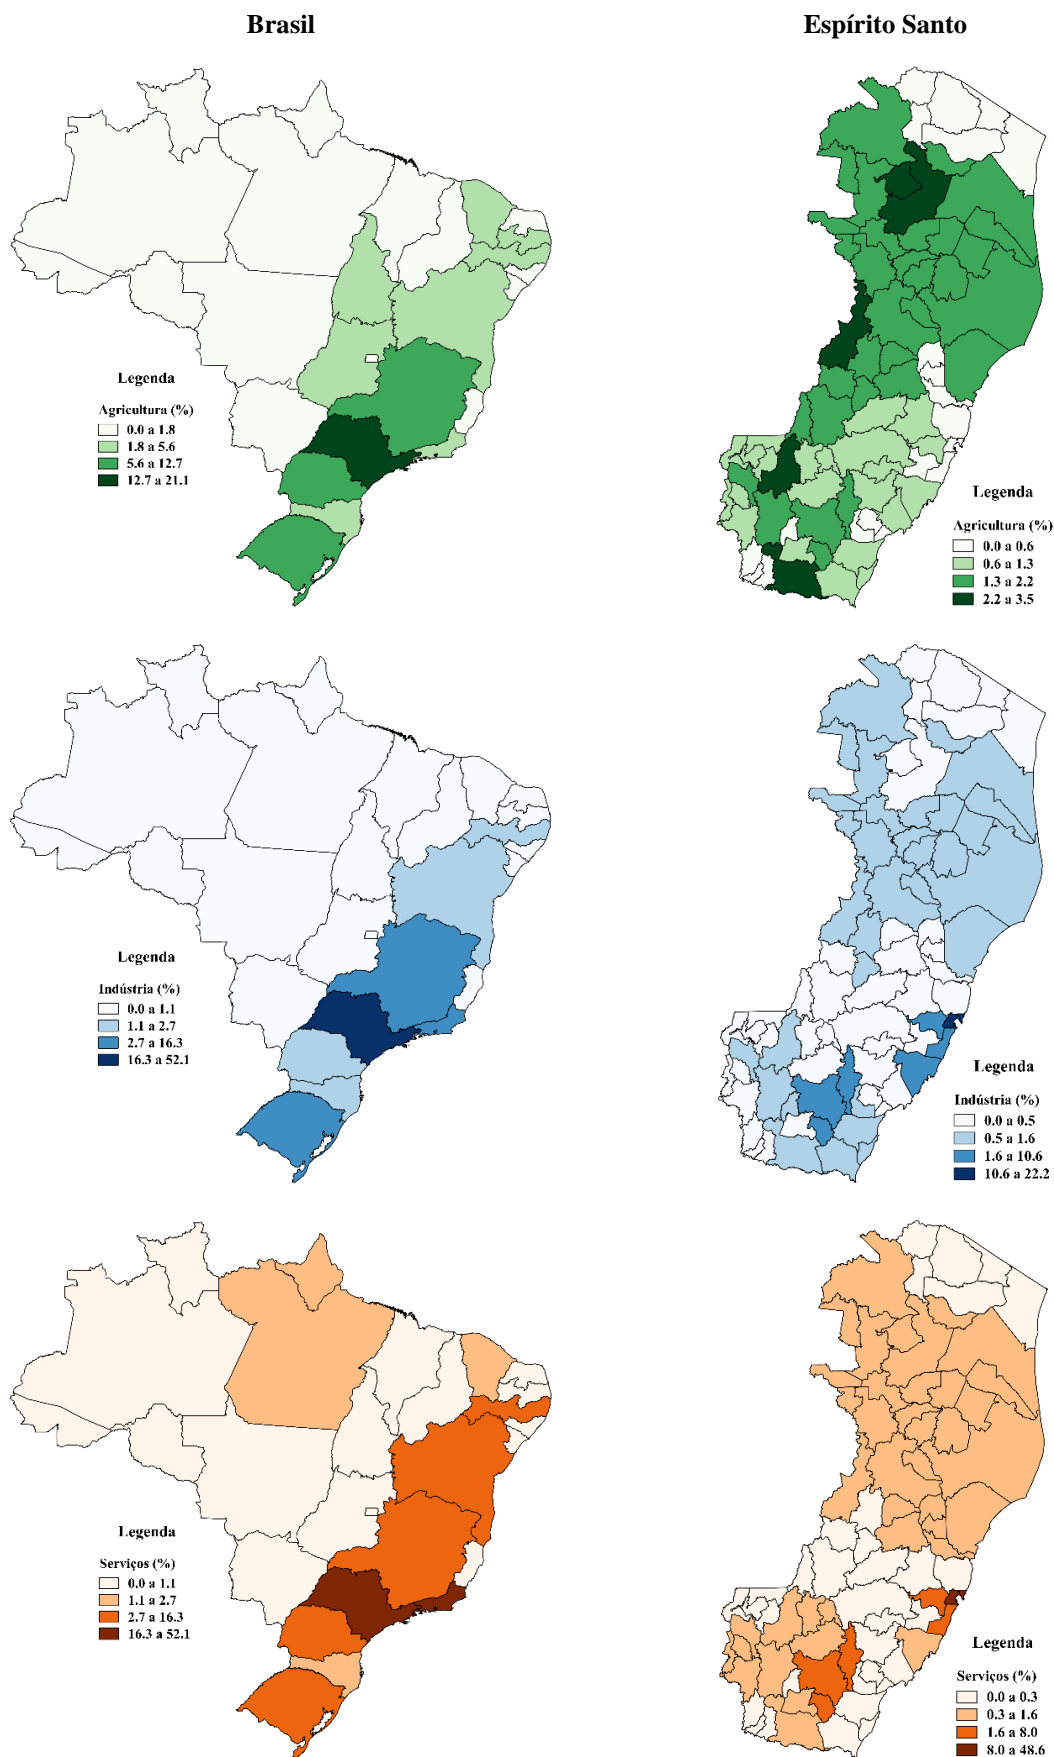 Brasil
Espírito Santo
Legenda
Agricultura (%)
0.0 a 1.8
1.8 a 5.6
5.6 a 12.7
12.7 a 21.1
Legenda
Agricultura (%)
0.0 a 0.6
0.6 a 1.3
1.3 a 2.2
2.2 a 3.5
Legenda
Indústria (%)
0.0 a 1.1
1.1 a 2.7
2.7 a 16.3
16.3 a 52.1
Legenda
Indústria (%)
0.0 a 0.5
0.5 a 1.6
1.6 a 10.6
10.6 a 22.2
Legenda
Serviços (%)
0.0 a 1.1
1.1 a 2.7
2.7 a 16.3
16.3 a 52.1
Legenda
Serviços (%)
0.0 a 0.3
0.3 a 1.6
1.6 a 8.0
8.0 a 48.6